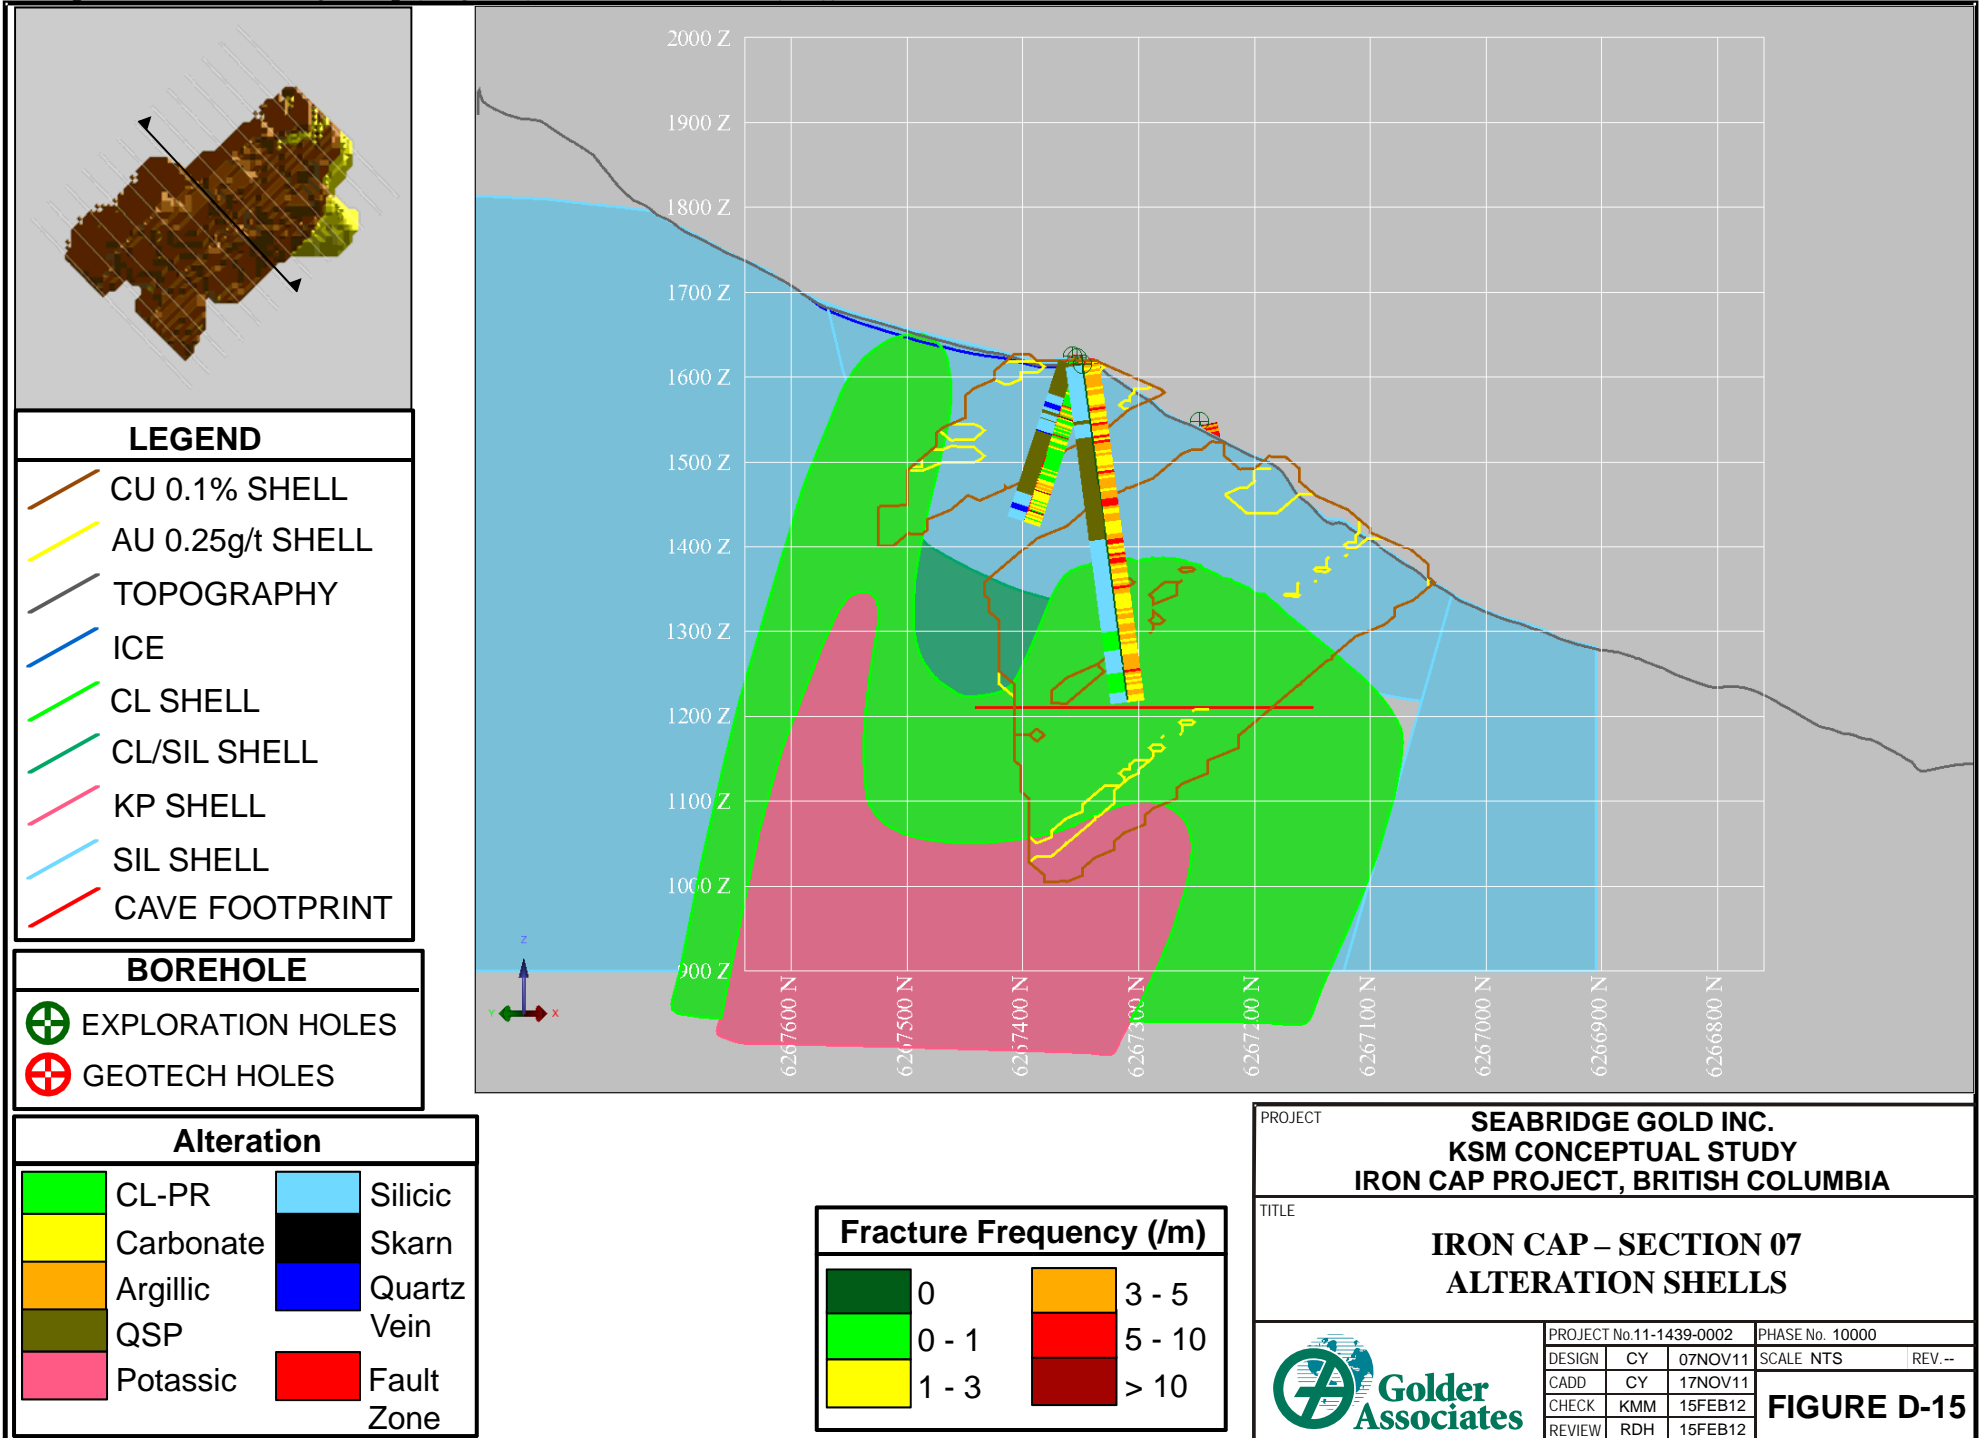 2000 Z
1900 Z
1800 Z
1700 Z
1600 Z
1500 Z
1400 Z
1300 Z
1200 Z
1100 Z
1000 Z
900 Z
6267600 N
6267500 N
6267400 N
6267300 N
6267200 N
6267100 N
6267000 N
6266900 N
6266800 N
Z
Y
X
LEGEND
CU 0.1% SHELL
AU 0.25g/t SHELL
TOPOGRAPHY
ICE
CL SHELL
CL/SIL SHELL
KP SHELL
SIL SHELL
CAVE FOOTPRINT
BOREHOLE
EXPLORATION HOLES
GEOTECH HOLES
Alteration
CL-PR
Carbonate
Argillic
QSP
Potassic
Silicic
Skarn
Quartz
Vein
Fault
Zone
Fracture Frequency (/m)
0
0 - 1
1 - 3
3 - 5
5 - 10
> 10
PROJECT
SEABRIDGE GOLD INC.
KSM CONCEPTUAL STUDY
IRON CAP PROJECT, BRITISH COLUMBIA
TITLE
IRON CAP – SECTION 07
ALTERATION SHELLS
Golder
Associates
PROJECT No.11-1439-0002 PHASE No. 10000
DESIGN CY 07NOV11 SCALE NTS REV.--
CADD CY 17NOV11
CHECK KMM 15FEB12
REVIEW RDH 15FEB12
FIGURE D-15